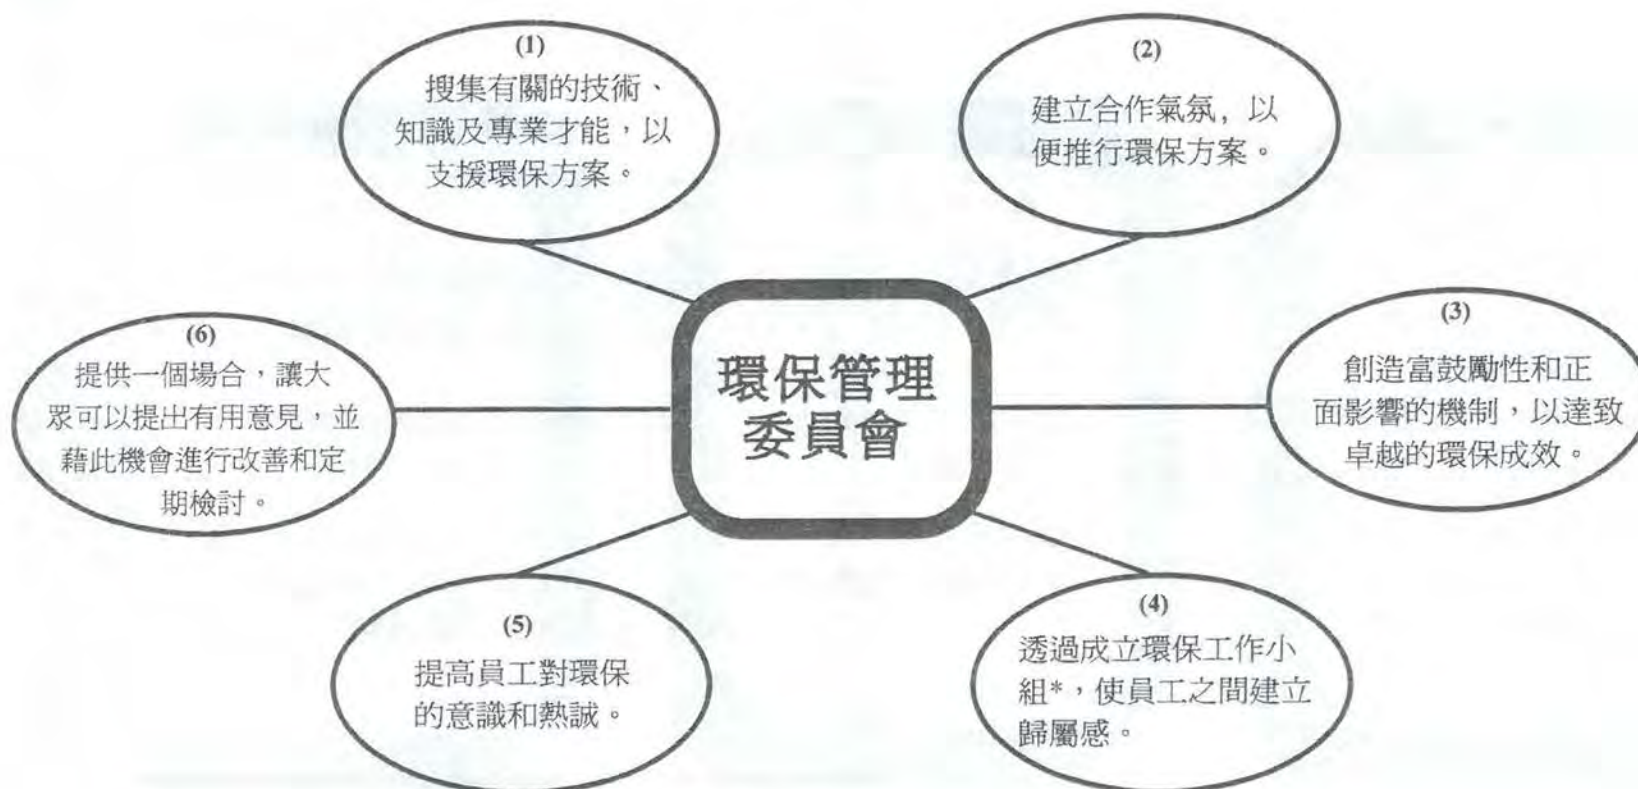 (1)
搜集有關的技術、
知識及專業才能，以
支援環保方案。
(2)
建立合作氣氛, 以
便推行環保方案。
(3)
創造富鼓勵性和正
面影響的機制，以達致
卓越的環保成效。
環保管理
委員會
(6)
提供一個場合，讓大
眾可以提出有用意見，並
藉此機會進行改善和定
期檢討。
(5)
提高員工對環保
的意識和熱誠。
(4)
透過成立環保工作小
組*，使員工之間建立
歸屬感。